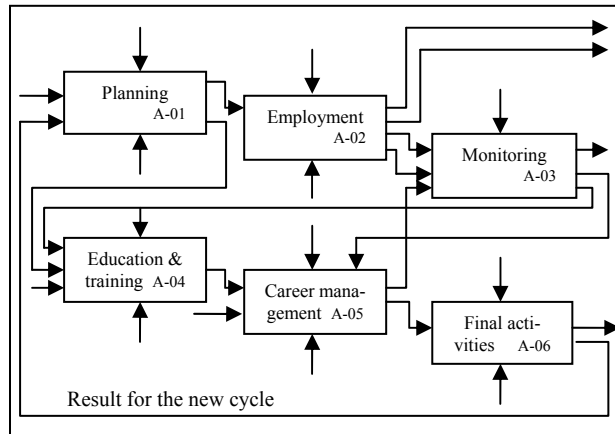 Planning
A-01
Employment
A-02
Monitoring
A-03
Education &
training A-04
Career mana-
gement A-05
Final acti-
vities A-06
Result for the new cycle